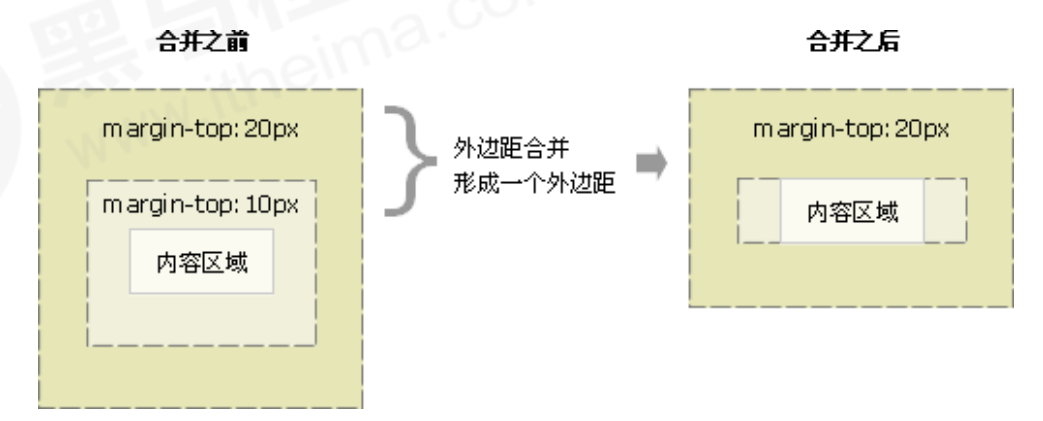 合并之前
合并之后
margin-top: 20px
margin-top: 10px
内容区域
外边距合并
形成一个外边距
margin-top: 20px
内容区域
www.itheima.com